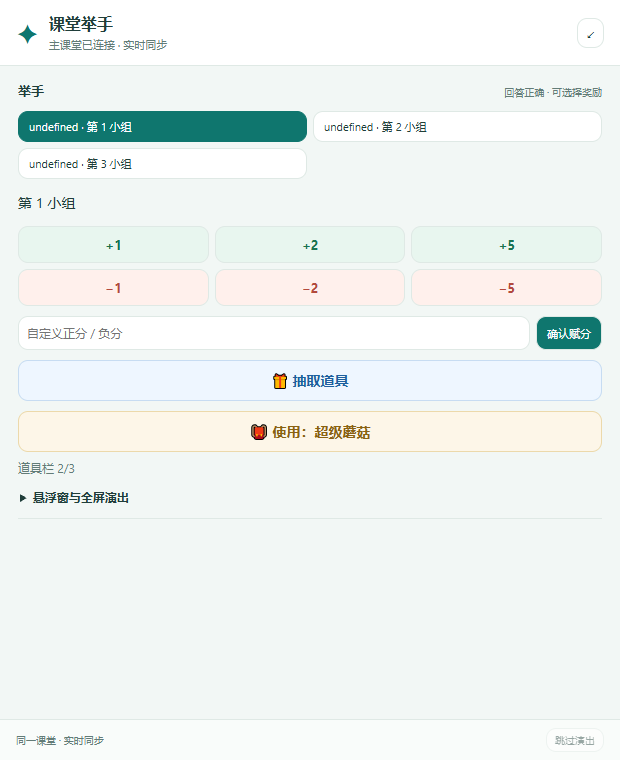 课堂举手
主课堂已连接 · 实时同步
举手
回答正确 · 可选择奖励
undefined · 第 1 小组
undefined · 第 2 小组
undefined · 第 3 小组
第 1 小组
+1
+2
+5
−1
−2
−5
自定义正分 / 负分
确认赋分
抽取道具
使用：超级蘑菇
道具栏 2/3
悬浮窗与全屏演出
同一课堂 · 实时同步
跳过演出